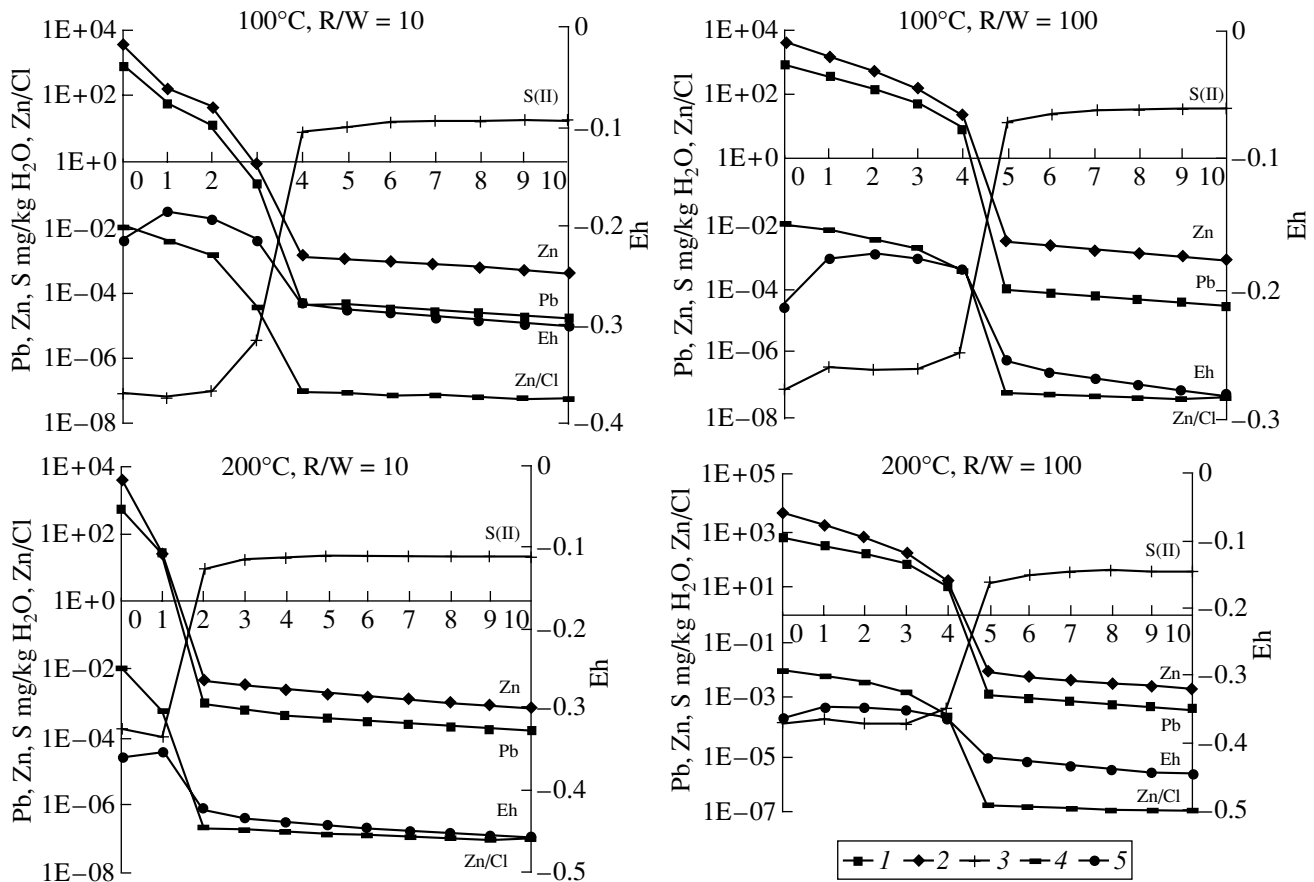 100°C, R/W = 10
Pb, Zn, S mg/kg H2O, Zn/Cl
1E+04
1E+02
1E+0
1E–02
1E–04
1E–06
1E–08
0 1 2 3 4 5 6 7 8 9 10
0
–0.1
–0.2
–0.3
–0.4
Eh
S(II)
Zn
Pb
Eh
Zn/Cl
100°C, R/W = 100
Pb, Zn, S mg/kg H2O, Zn/Cl
1E+04
1E+02
1E+0
1E–02
1E–04
1E–06
1E–08
0 1 2 3 4 5 6 7 8 9 10
0
–0.1
–0.2
–0.3
Eh
S(II)
Zn
Pb
Eh
Zn/Cl
200°C, R/W = 10
Pb, Zn, S mg/kg H2O, Zn/Cl
1E+04
1E+02
1E+0
1E–02
1E–04
1E–06
1E–08
0 1 2 3 4 5 6 7 8 9 10
0
–0.1
–0.2
–0.3
–0.4
–0.5
Eh
S(II)
Zn
Pb
Eh
Zn/Cl
200°C, R/W = 100
Pb, Zn, S mg/kg H2O, Zn/Cl
1E+05
1E+03
1E+01
1E–01
1E–03
1E–05
1E–07
0 1 2 3 4 5 6 7 8 9 10
0
–0.1
–0.2
–0.3
–0.4
–0.5
Eh
S(II)
Zn
Pb
Eh
Zn/Cl
1 2 3 4 5